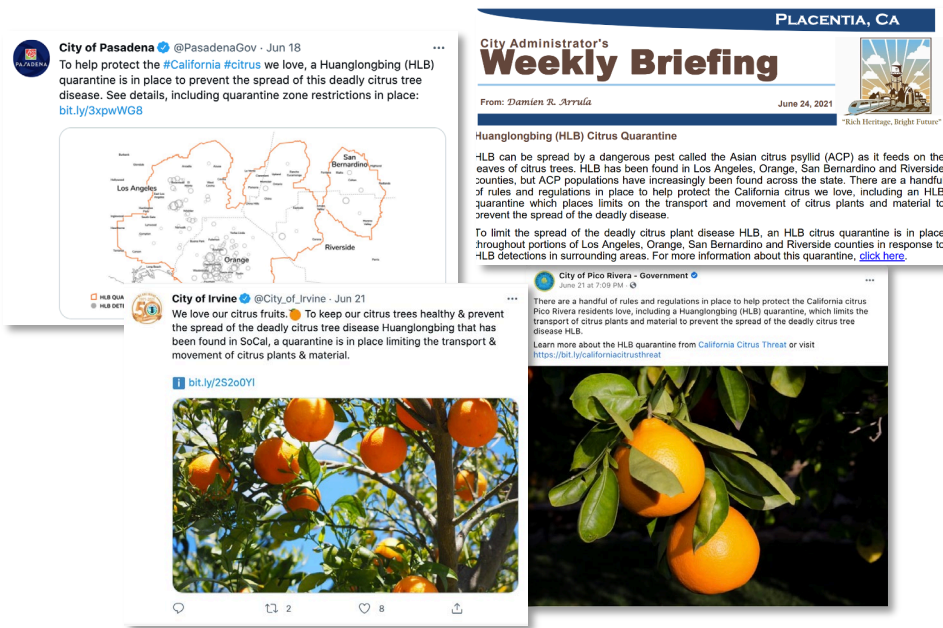 City of Pasadena @PasadenaGov · Jun 18
To help protect the #California #citrus we love, a Huanglongbing (HLB)
quarantine is in place to prevent the spread of this deadly citrus tree
disease. See details, including quarantine zone restrictions in place:
bit.ly/3xpwWG8
PASADENA
San
Bernardino
Los Angeles
Riverside
Orange
HLB QUA
HLB DETE
PLACENTIA, CA
City Administrator's
Weekly Briefing
From: Damien R. Arrula
June 24, 2021
"Rich Heritage, Bright Future"
Huanglongbing (HLB) Citrus Quarantine
HLB can be spread by a dangerous pest called the Asian citrus psyllid (ACP) as it feeds on the
leaves of citrus trees. HLB has been found in Los Angeles, Orange, San Bernardino and Riverside
counties, but ACP populations have increasingly been found across the state. There are a handful
of rules and regulations in place to help protect the California citrus we love, including an HLB
quarantine which places limits on the transport and movement of citrus plants and material to
prevent the spread of the deadly disease.
To limit the spread of the deadly citrus plant disease HLB, an HLB citrus quarantine is in place
throughout portions of Los Angeles, Orange, San Bernardino and Riverside counties in response to
HLB detections in surrounding areas. For more information about this quarantine, click here.
City of Irvine @City_of_Irvine · Jun 21
We love our citrus fruits.🍊 To keep our citrus trees healthy & prevent
the spread of the deadly citrus tree disease Huanglongbing that has
been found in SoCal, a quarantine is in place limiting the transport &
movement of citrus plants & material.
ℹ️ bit.ly/2S2o0YI
2
8
City of Pico Rivera - Government
June 21 at 7:09 PM ·
There are a handful of rules and regulations in place to help protect the California citrus
Pico Rivera residents love, including a Huanglongbing (HLB) quarantine, which limits the
transport of citrus plants and material to prevent the spread of the deadly citrus tree
disease HLB.
Learn more about the HLB quarantine from California Citrus Threat or visit
https://bit.ly/californiacitrusthreat